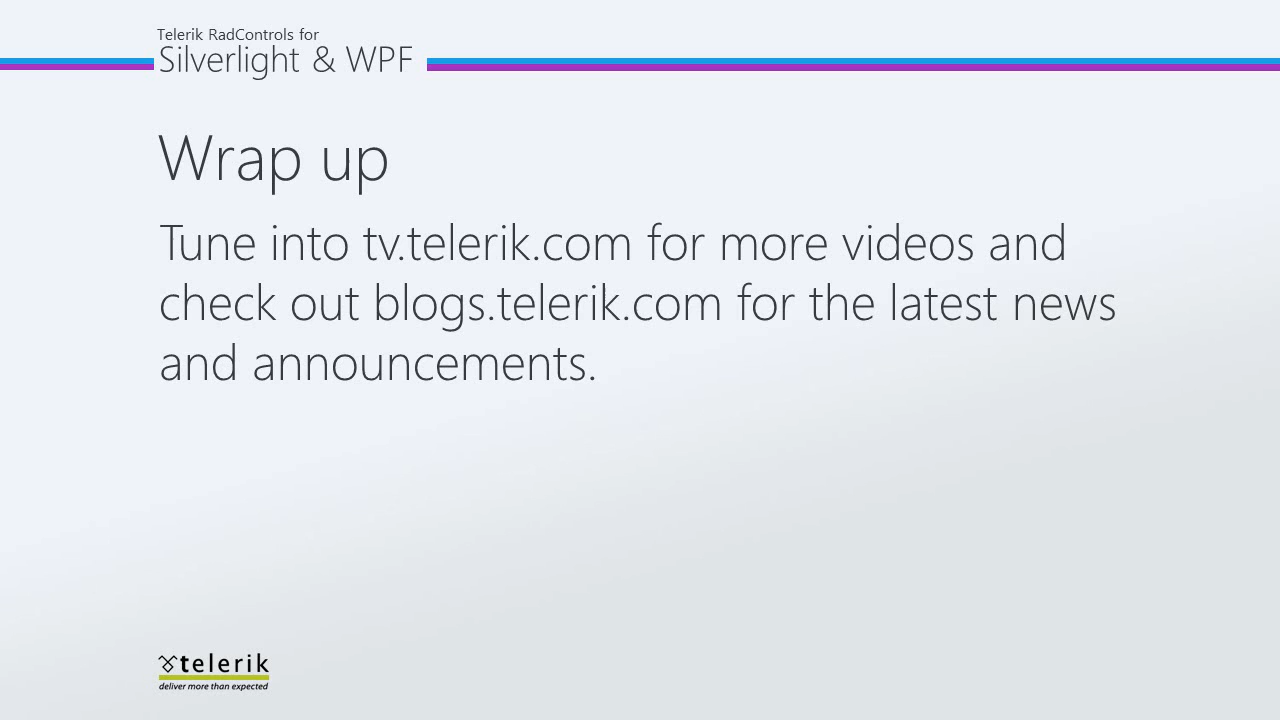 Telerik RadControls for
Silverlight & WPF
Wrap up
Tune into tv.telerik.com for more videos and
check out blogs.telerik.com for the latest news
and announcements.
telerik
deliver more than expected